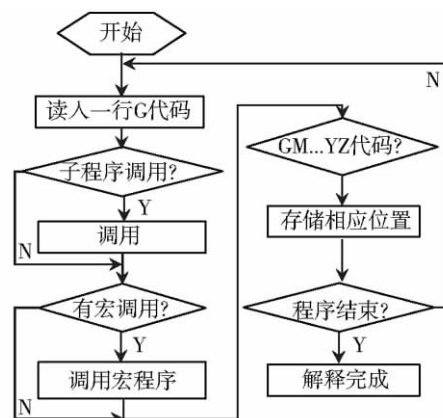 开始
读入一行G代码
子程序调用?
Y
N
调用
有宏调用?
Y
N
调用宏程序
N
GM...YZ代码?
存储相应位置
程序结束?
Y
解释完成